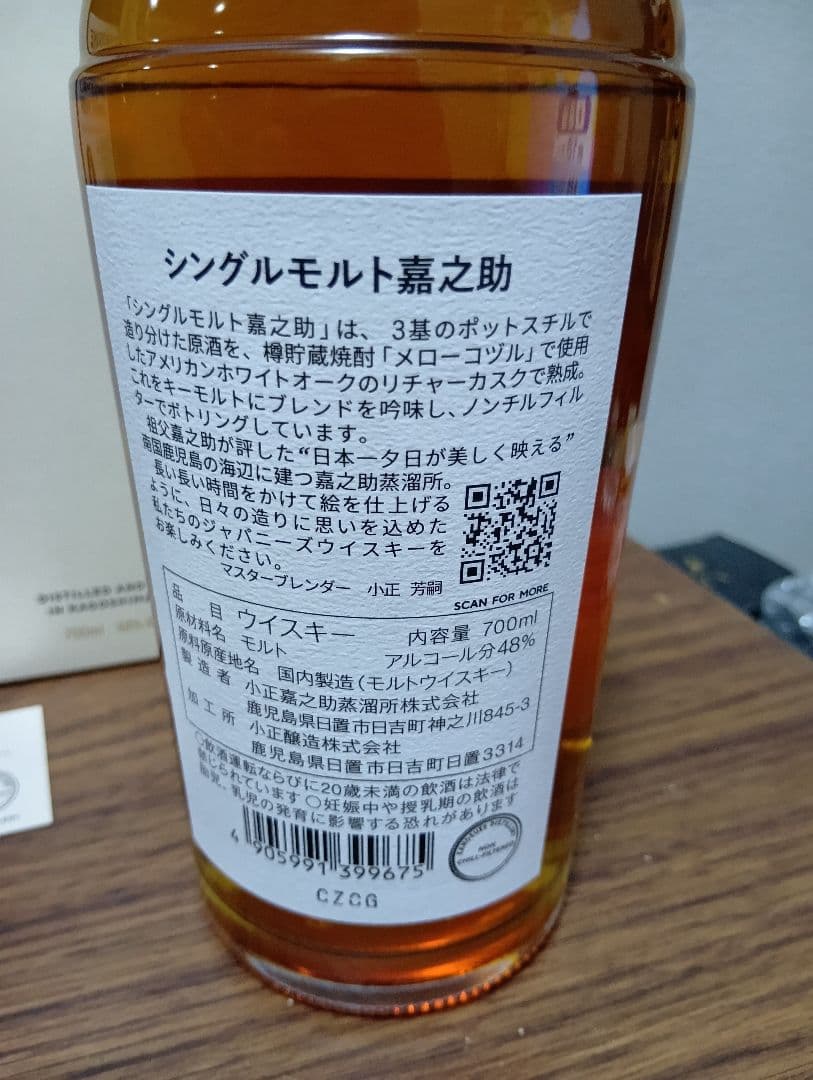 シングルモルト嘉之助
「シングルモルト嘉之助」は、3基のポットスチルで
造り分けた原酒を、樽貯蔵焼酎「メローコヅル」で使用
したアメリカンホワイトオークのリチャーカスクで熟成。
これをキーモルトにブレンドを吟味し、ノンチルフィル
ターでボトリングしています。
祖父嘉之助が評した“日本一夕日が美しく映える”
南国鹿児島の海辺に建つ嘉之助蒸溜所。
長い長い時間をかけて絵を仕上げる
ように、日々の造りに思いを込めた
私たちのジャパニーズウイスキーを
お楽しみください。
マスターブレンダー 小正 芳嗣
SCAN FOR MORE
品目 ウイスキー 内容量 700ml
原材料名 モルト アルコール分48%
原料原産地名 国内製造(モルトウイスキー)
製造者 小正嘉之助蒸溜所株式会社
鹿児島県日置市日吉町神之川845-3
加工所 小正醸造株式会社
鹿児島県日置市日吉町日置3314
○飲酒運転ならびに20歳未満の飲酒は法律で
禁じられています ○妊娠中や授乳期の飲酒は
胎児、乳児の発育に影響する恐れがあります
4 905991 399675
CZCG
KANOSUKE DISTILLERY
NON
CHILL-FILTERED
DISTILLED AND
IN KAGOSHIMA
700ml